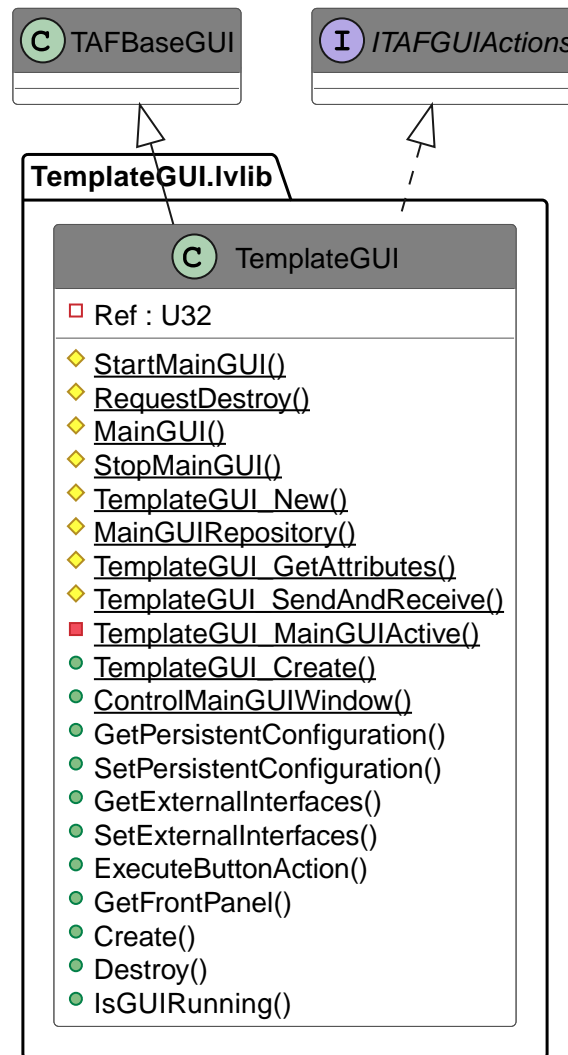 C TAFBaseGUI
I ITAFGUIActions
TemplateGUI.lvlib
C TemplateGUI
Ref : U32
StartMainGUI()
RequestDestroy()
MainGUI()
StopMainGUI()
TemplateGUI_New()
MainGUIRepository()
TemplateGUI_GetAttributes()
TemplateGUI_SendAndReceive()
TemplateGUI_MainGUIActive()
TemplateGUI_Create()
ControlMainGUIWindow()
GetPersistentConfiguration()
SetPersistentConfiguration()
GetExternalInterfaces()
SetExternalInterfaces()
ExecuteButtonAction()
GetFrontPanel()
Create()
Destroy()
IsGUIRunning()